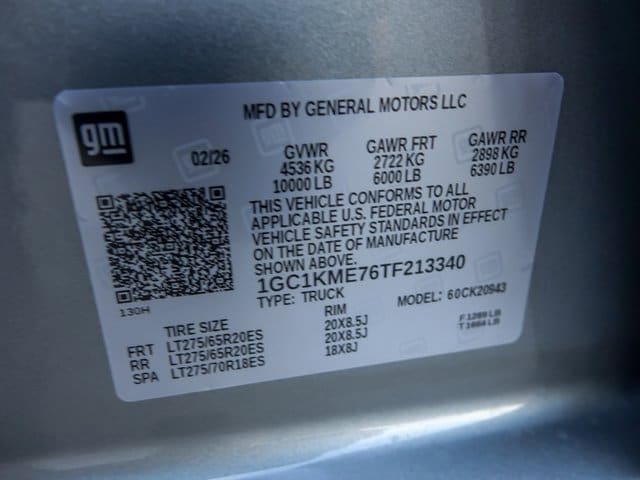 gm
MFD BY GENERAL MOTORS LLC
02/26
GVWR GAWR FRT GAWR RR
4536 KG 2722 KG 2898 KG
10000 LB 6000 LB 6390 LB
THIS VEHICLE CONFORMS TO ALL
APPLICABLE U.S. FEDERAL MOTOR
VEHICLE SAFETY STANDARDS IN EFFECT
ON THE DATE OF MANUFACTURE
SHOWN ABOVE.
1GC1KME76TF213340
TYPE: TRUCK MODEL: 60CK20943
130H
TIRE SIZE RIM
FRT LT275/65R20ES 20X8.5J
RR LT275/65R20ES 20X8.5J
SPA LT275/70R18ES 18X8J
F LB
T LB